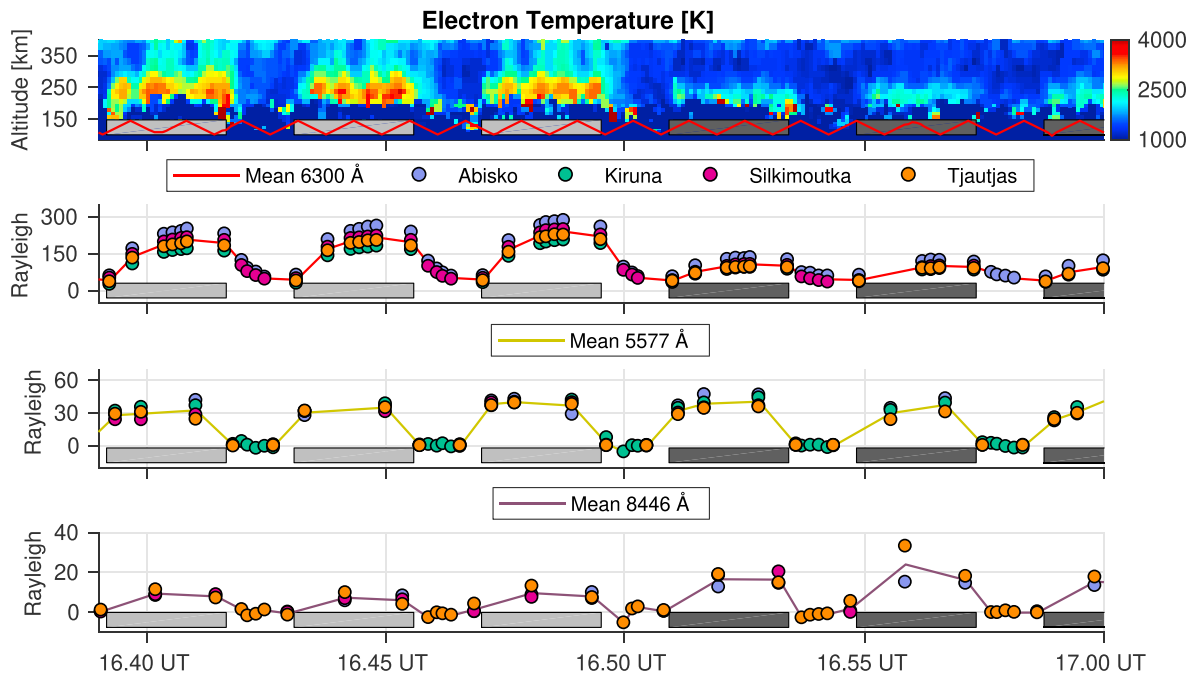 Electron Temperature [K]
Altitude [km]
350
250
150
4000
2500
1000
Mean 6300 Å Abisko Kiruna Silkimoutka Tjautjas
Rayleigh
300
150
0
Mean 5577 Å
Rayleigh
60
30
0
Mean 8446 Å
Rayleigh
40
20
0
16.40 UT 16.45 UT 16.50 UT 16.55 UT 17.00 UT